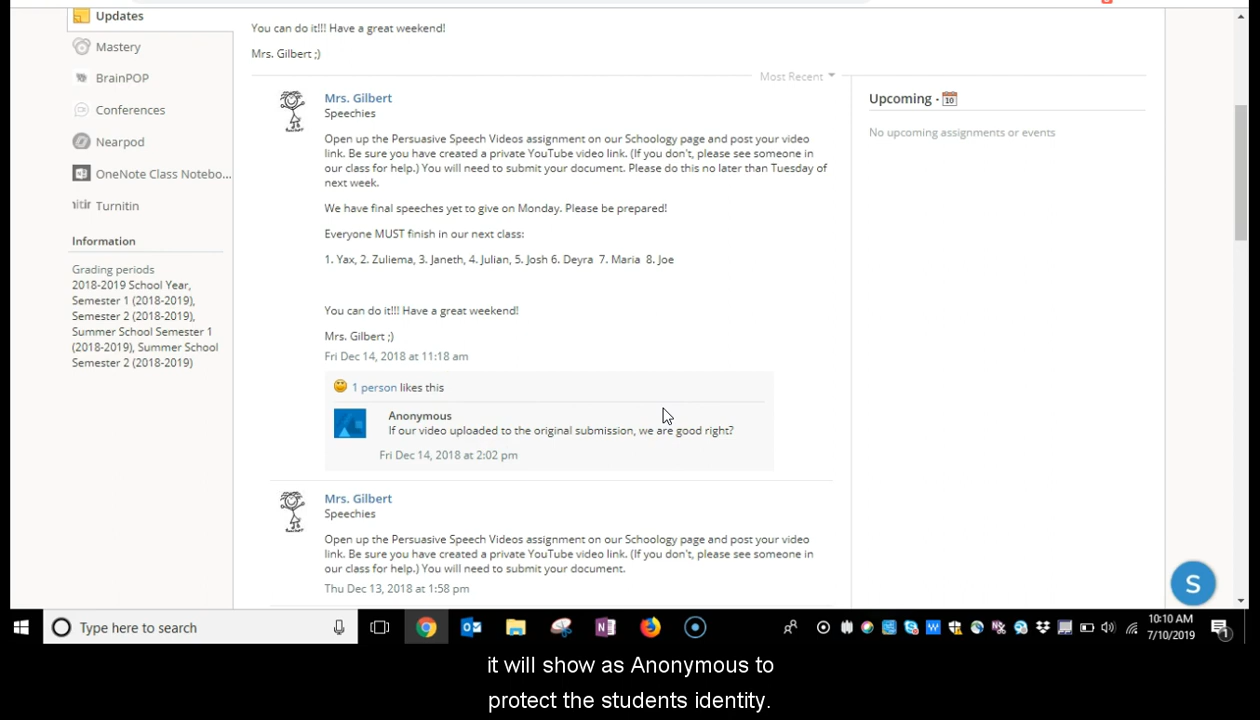 Updates
Mastery
BrainPOP
Conferences
Nearpod
OneNote Class Notebo...
Turnitin
Information
Grading periods
2018-2019 School Year,
Semester 1 (2018-2019),
Semester 2 (2018-2019),
Summer School Semester 1
(2018-2019), Summer School
Semester 2 (2018-2019)
You can do it!!! Have a great weekend!
Mrs. Gilbert ;)
Most Recent
Mrs. Gilbert
Speechies
Open up the Persuasive Speech Videos assignment on our Schoology page and post your video
link. Be sure you have created a private YouTube video link. (If you don't, please see someone in
our class for help.) You will need to submit your document. Please do this no later than Tuesday of
next week.
We have final speeches yet to give on Monday. Please be prepared!
Everyone MUST finish in our next class:
1. Yax, 2. Zuliema, 3. Janeth, 4. Julian, 5. Josh 6. Deyra 7. Maria 8. Joe
You can do it!!! Have a great weekend!
Mrs. Gilbert ;)
Fri Dec 14, 2018 at 11:18 am
1 person likes this
Anonymous
If our video uploaded to the original submission, we are good right?
Fri Dec 14, 2018 at 2:02 pm
Mrs. Gilbert
Speechies
Open up the Persuasive Speech Videos assignment on our Schoology page and post your video
link. Be sure you have created a private YouTube video link. (If you don't, please see someone in
our class for help.) You will need to submit your document.
Thu Dec 13, 2018 at 1:58 pm
Upcoming · 10
No upcoming assignments or events
S
Type here to search
10:10 AM
7/10/2019
1
it will show as Anonymous to
protect the students identity.